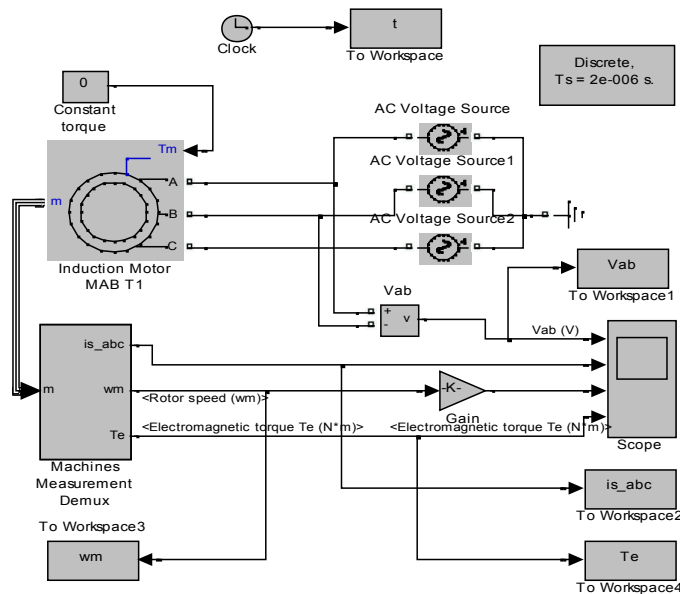 t
Clock
To Workspace
Discrete,
Ts = 2e-006 s.
0
Constant
torque
AC Voltage Source
Tm
A
m
B
C
AC Voltage Source1
AC Voltage Source2
Induction Motor
MAB T1
Vab
To Workspace1
Vab
+
-
v
Vab (V)
is_abc
m
wm
<Rotor speed (wm)>
-K-
Gain
Te
<Electromagnetic torque Te (N*m)>
<Electromagnetic torque Te (N*m)>
Scope
Machines
Measurement
Demux
is_abc
To Workspace2
To Workspace3
wm
Te
To Workspace4